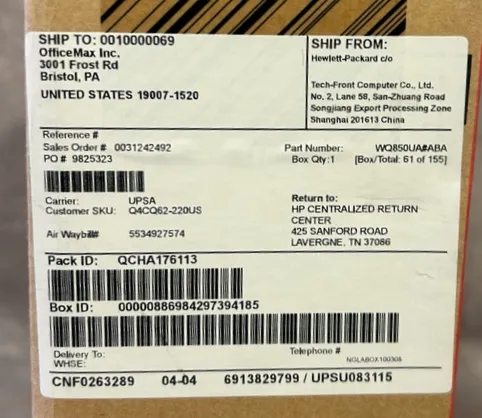 SHIP TO: 0010000069
OfficeMax Inc.
3001 Frost Rd
Bristol, PA
UNITED STATES 19007-1520
SHIP FROM:
Hewlett-Packard c/o
Tech-Front Computer Co., Ltd.
No. 2, Lane 58, San-Zhuang Road
Songjiang Export Processing Zone
Shanghai 201613 China
Reference #
Sales Order # 0031242492
PO # 9825323
Part Number: WQ850UA#ABA
Box Qty:1 [Box/Total: 61 of 155]
Carrier: UPSA
Customer SKU: Q4CQ62-220US
Air Waybill# 5534927574
Return to:
HP CENTRALIZED RETURN
CENTER
425 SANFORD ROAD
LAVERGNE, TN 37086
Pack ID: QCHA176113
Box ID: 00000886984297394185
Delivery To:
WHSE:
Telephone #
NGLABOX100308
CNF0263289 04-04 6913829799 / UPSU083115